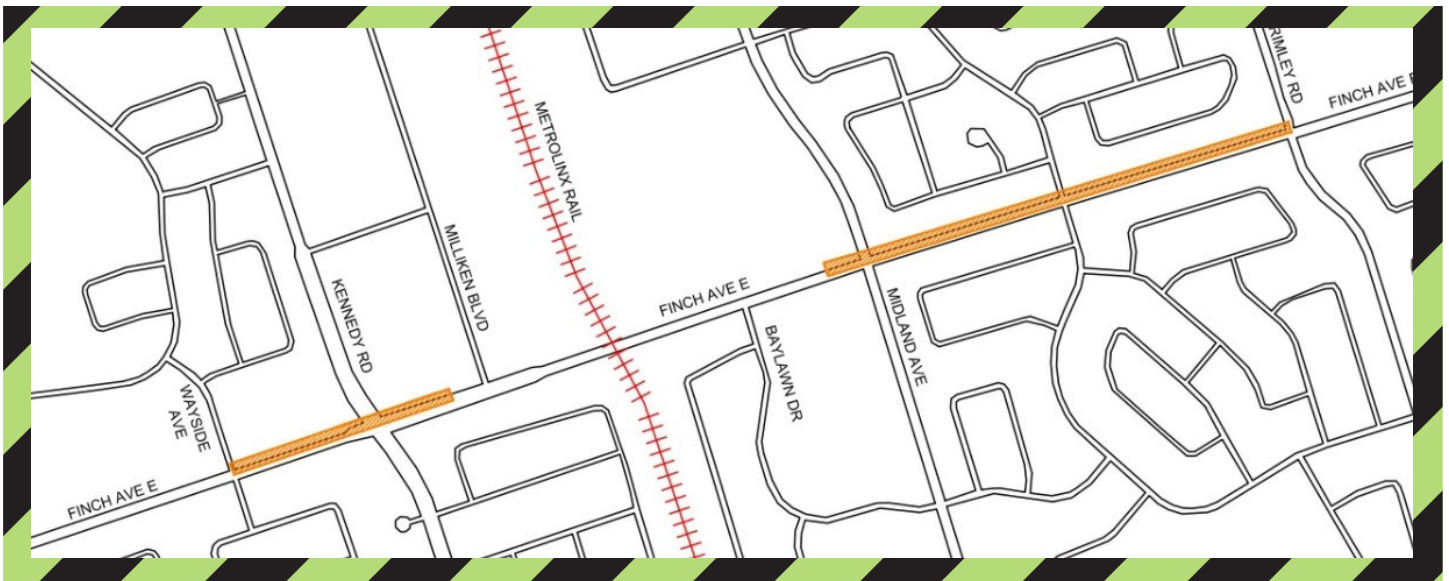 RIMLEY RD
FINCH AVE E
METROLINX RAIL
MILLIKEN BLVD
KENNEDY RD
FINCH AVE E
MIDLAND AVE
BAYLAWN DR
WAYSIDE
AVE
FINCH AVE E